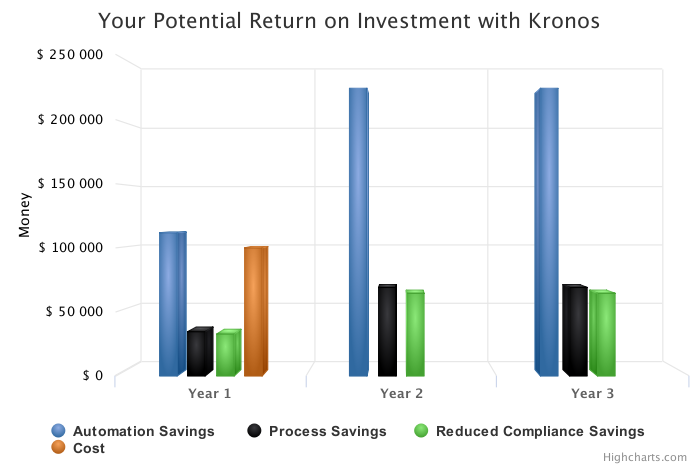 Your Potential Return on Investment with Kronos
$ 250 000
$ 200 000
$ 150 000
$ 100 000
$ 50 000
$ 0
Money
Year 1
Year 2
Year 3
Automation Savings
Process Savings
Reduced Compliance Savings
Cost
Highcharts.com